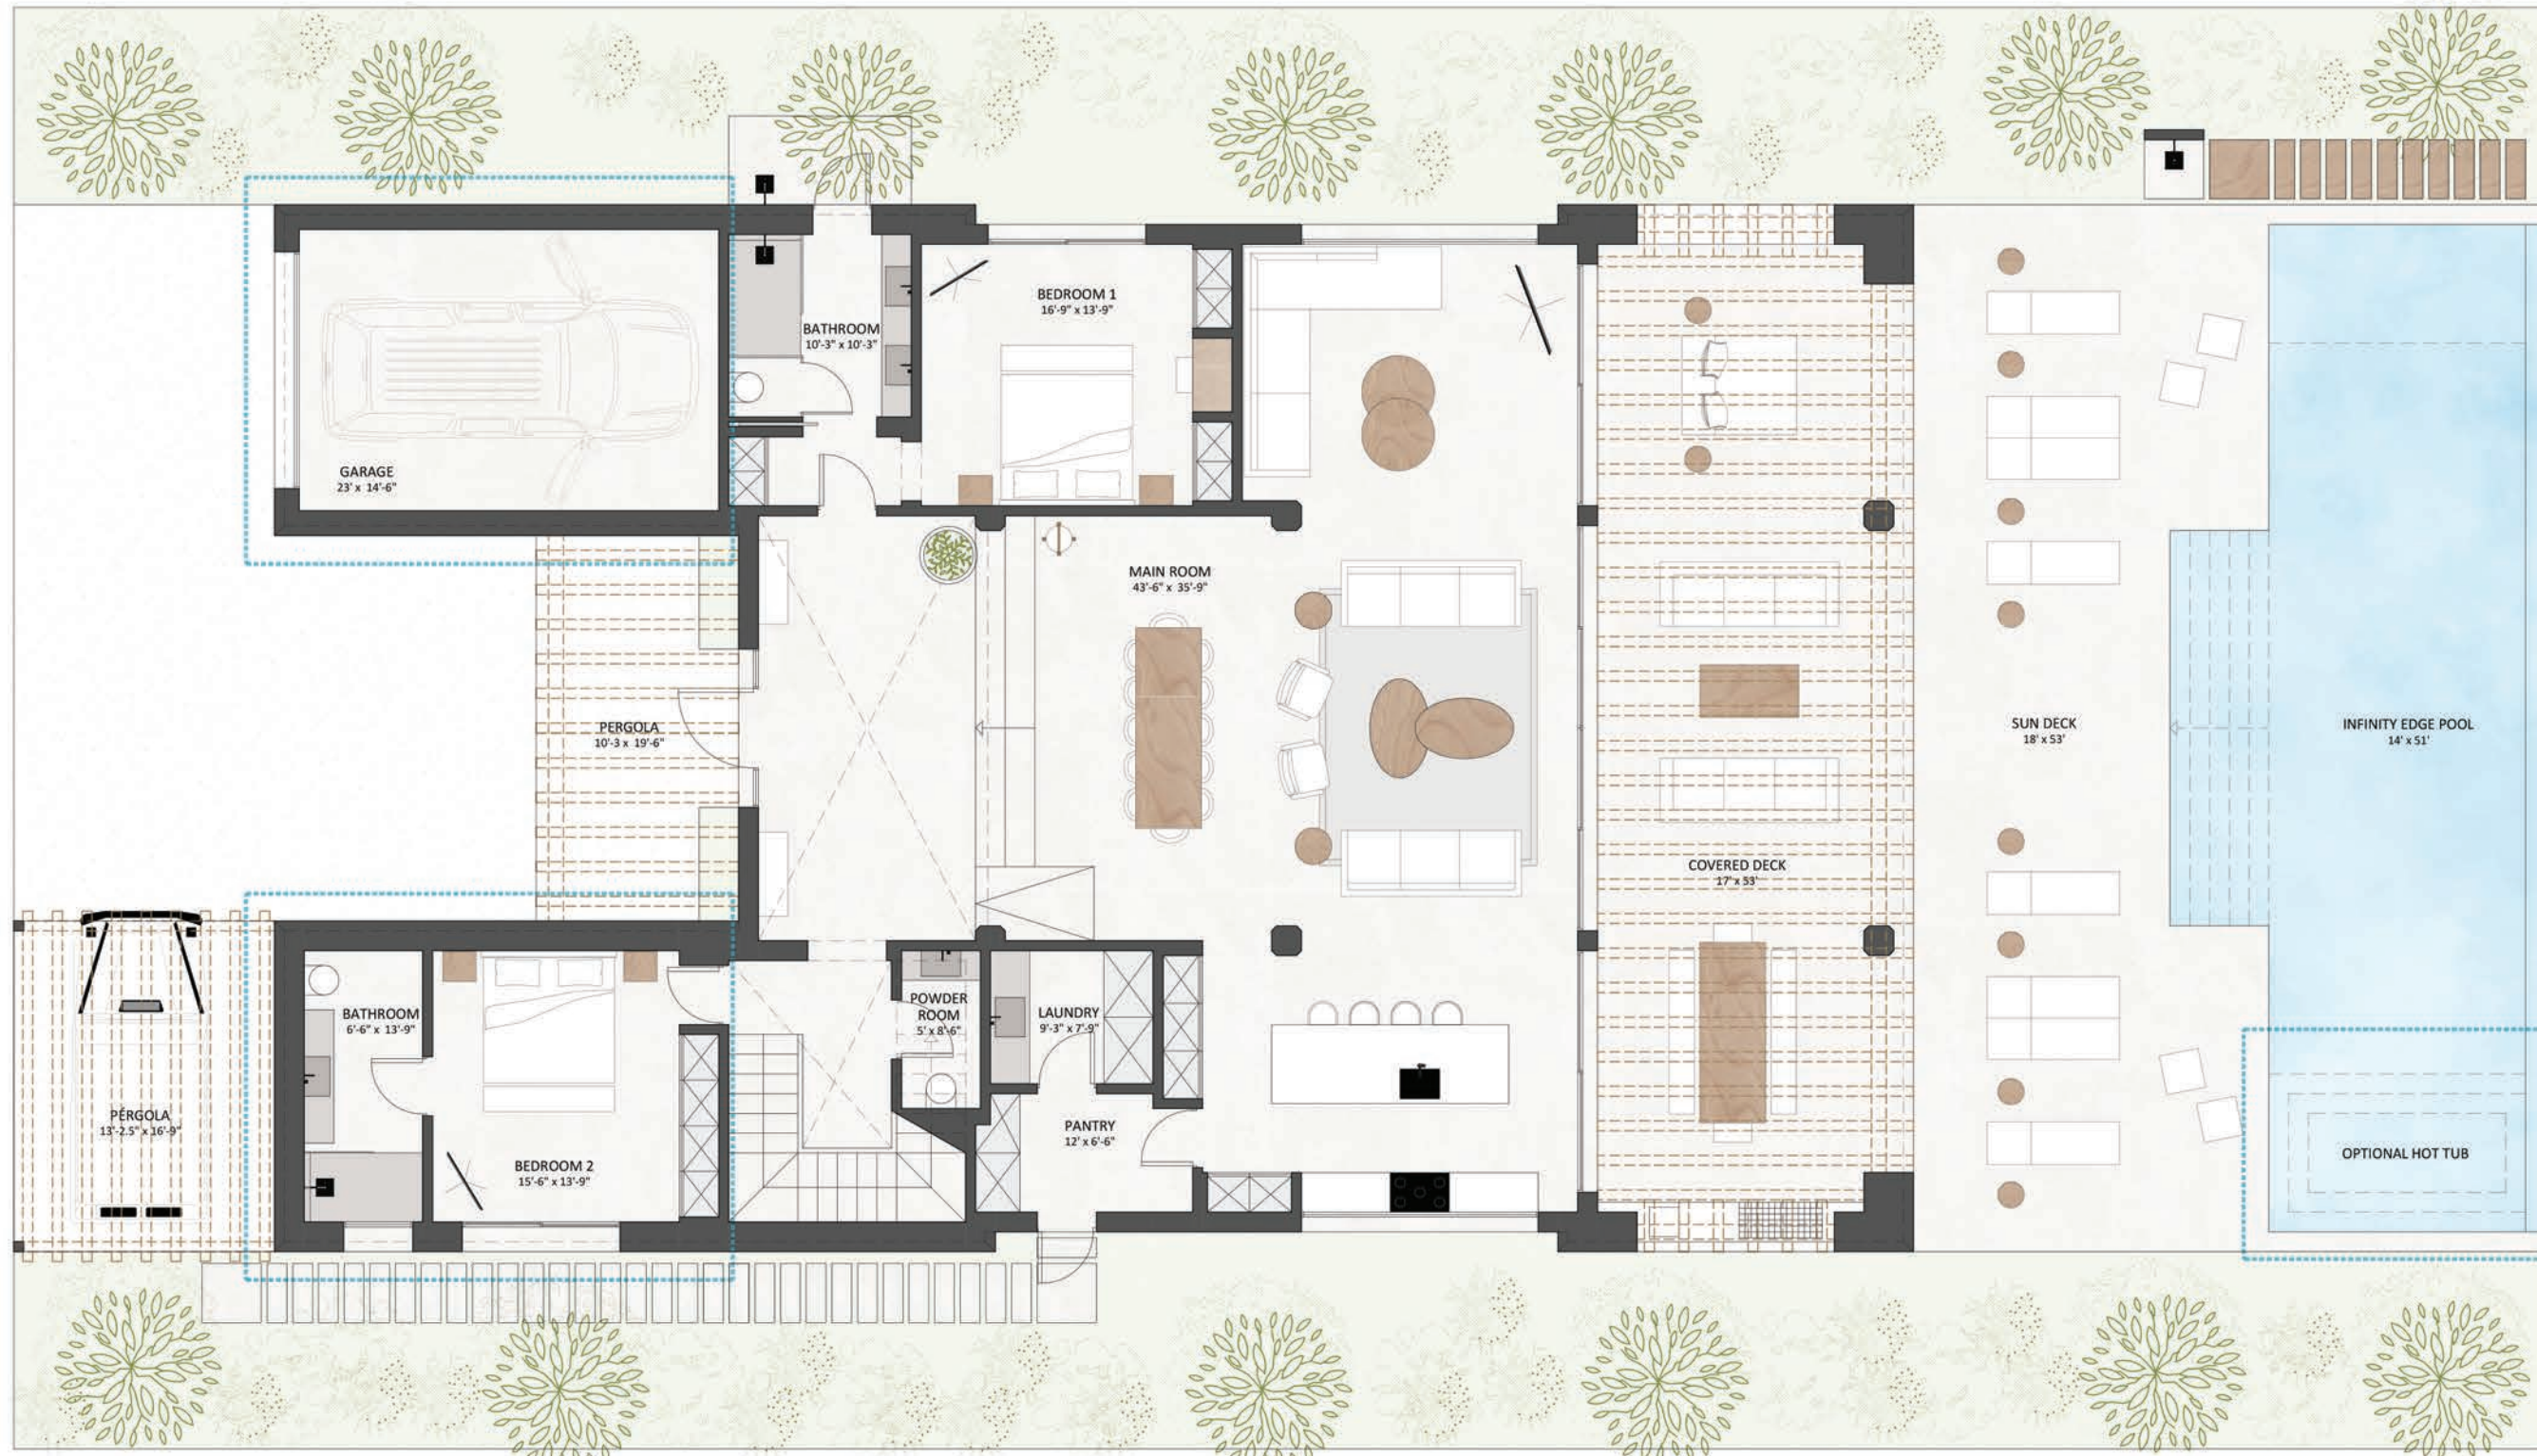 BEDROOM 1
16'-9" x 13'-9"
BATHROOM
10'-3" x 10'-3"
GARAGE
23' x 14'-6"
MAIN ROOM
43'-6" x 35'-9"
PERGOLA
10'-3 x 19'-6"
SUN DECK
18' x 53'
INFINITY EDGE POOL
14' x 51'
COVERED DECK
17' x 53'
BATHROOM
6'-6" x 13'-9"
POWDER
ROOM
5' x 8'-6"
LAUNDRY
9'-3" x 7'-9"
PÉRGOLA
13'-2.5" x 16'-9"
PANTRY
12' x 6'-6"
BEDROOM 2
15'-6" x 13'-9"
OPTIONAL HOT TUB